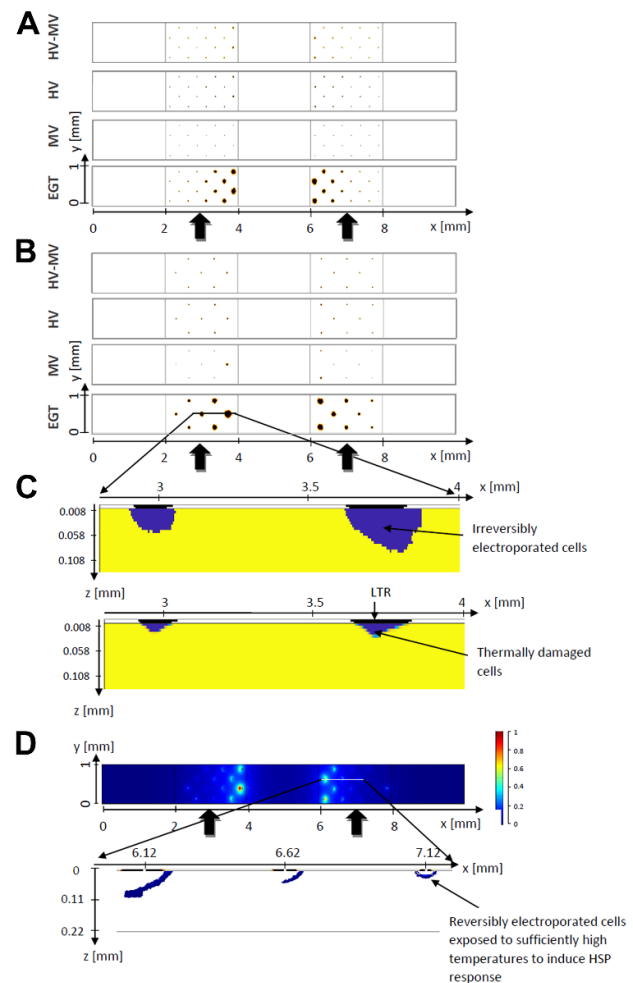 A
HV-MV
HV
MV
EGT
y [mm]
1
0
0 2 4 6 8 x [mm]
B
HV-MV
HV
MV
EGT
y [mm]
1
0
0 2 4 6 8 x [mm]
C
3 3.5 4 x [mm]
0.008
0.058
0.108
z [mm]
Irreversibly
electroporated cells
LTR
3 3.5 4 x [mm]
0.008
0.058
0.108
z [mm]
Thermally damaged
cells
D
y [mm]
1
0
0 2 4 6 8 x [mm]
1
0.8
0.6
0.4
0.2
0
6.12 6.62 7.12 x [mm]
0
0.11
0.22
z [mm]
Reversibly electroporated cells
exposed to sufficiently high
temperatures to induce HSP
response